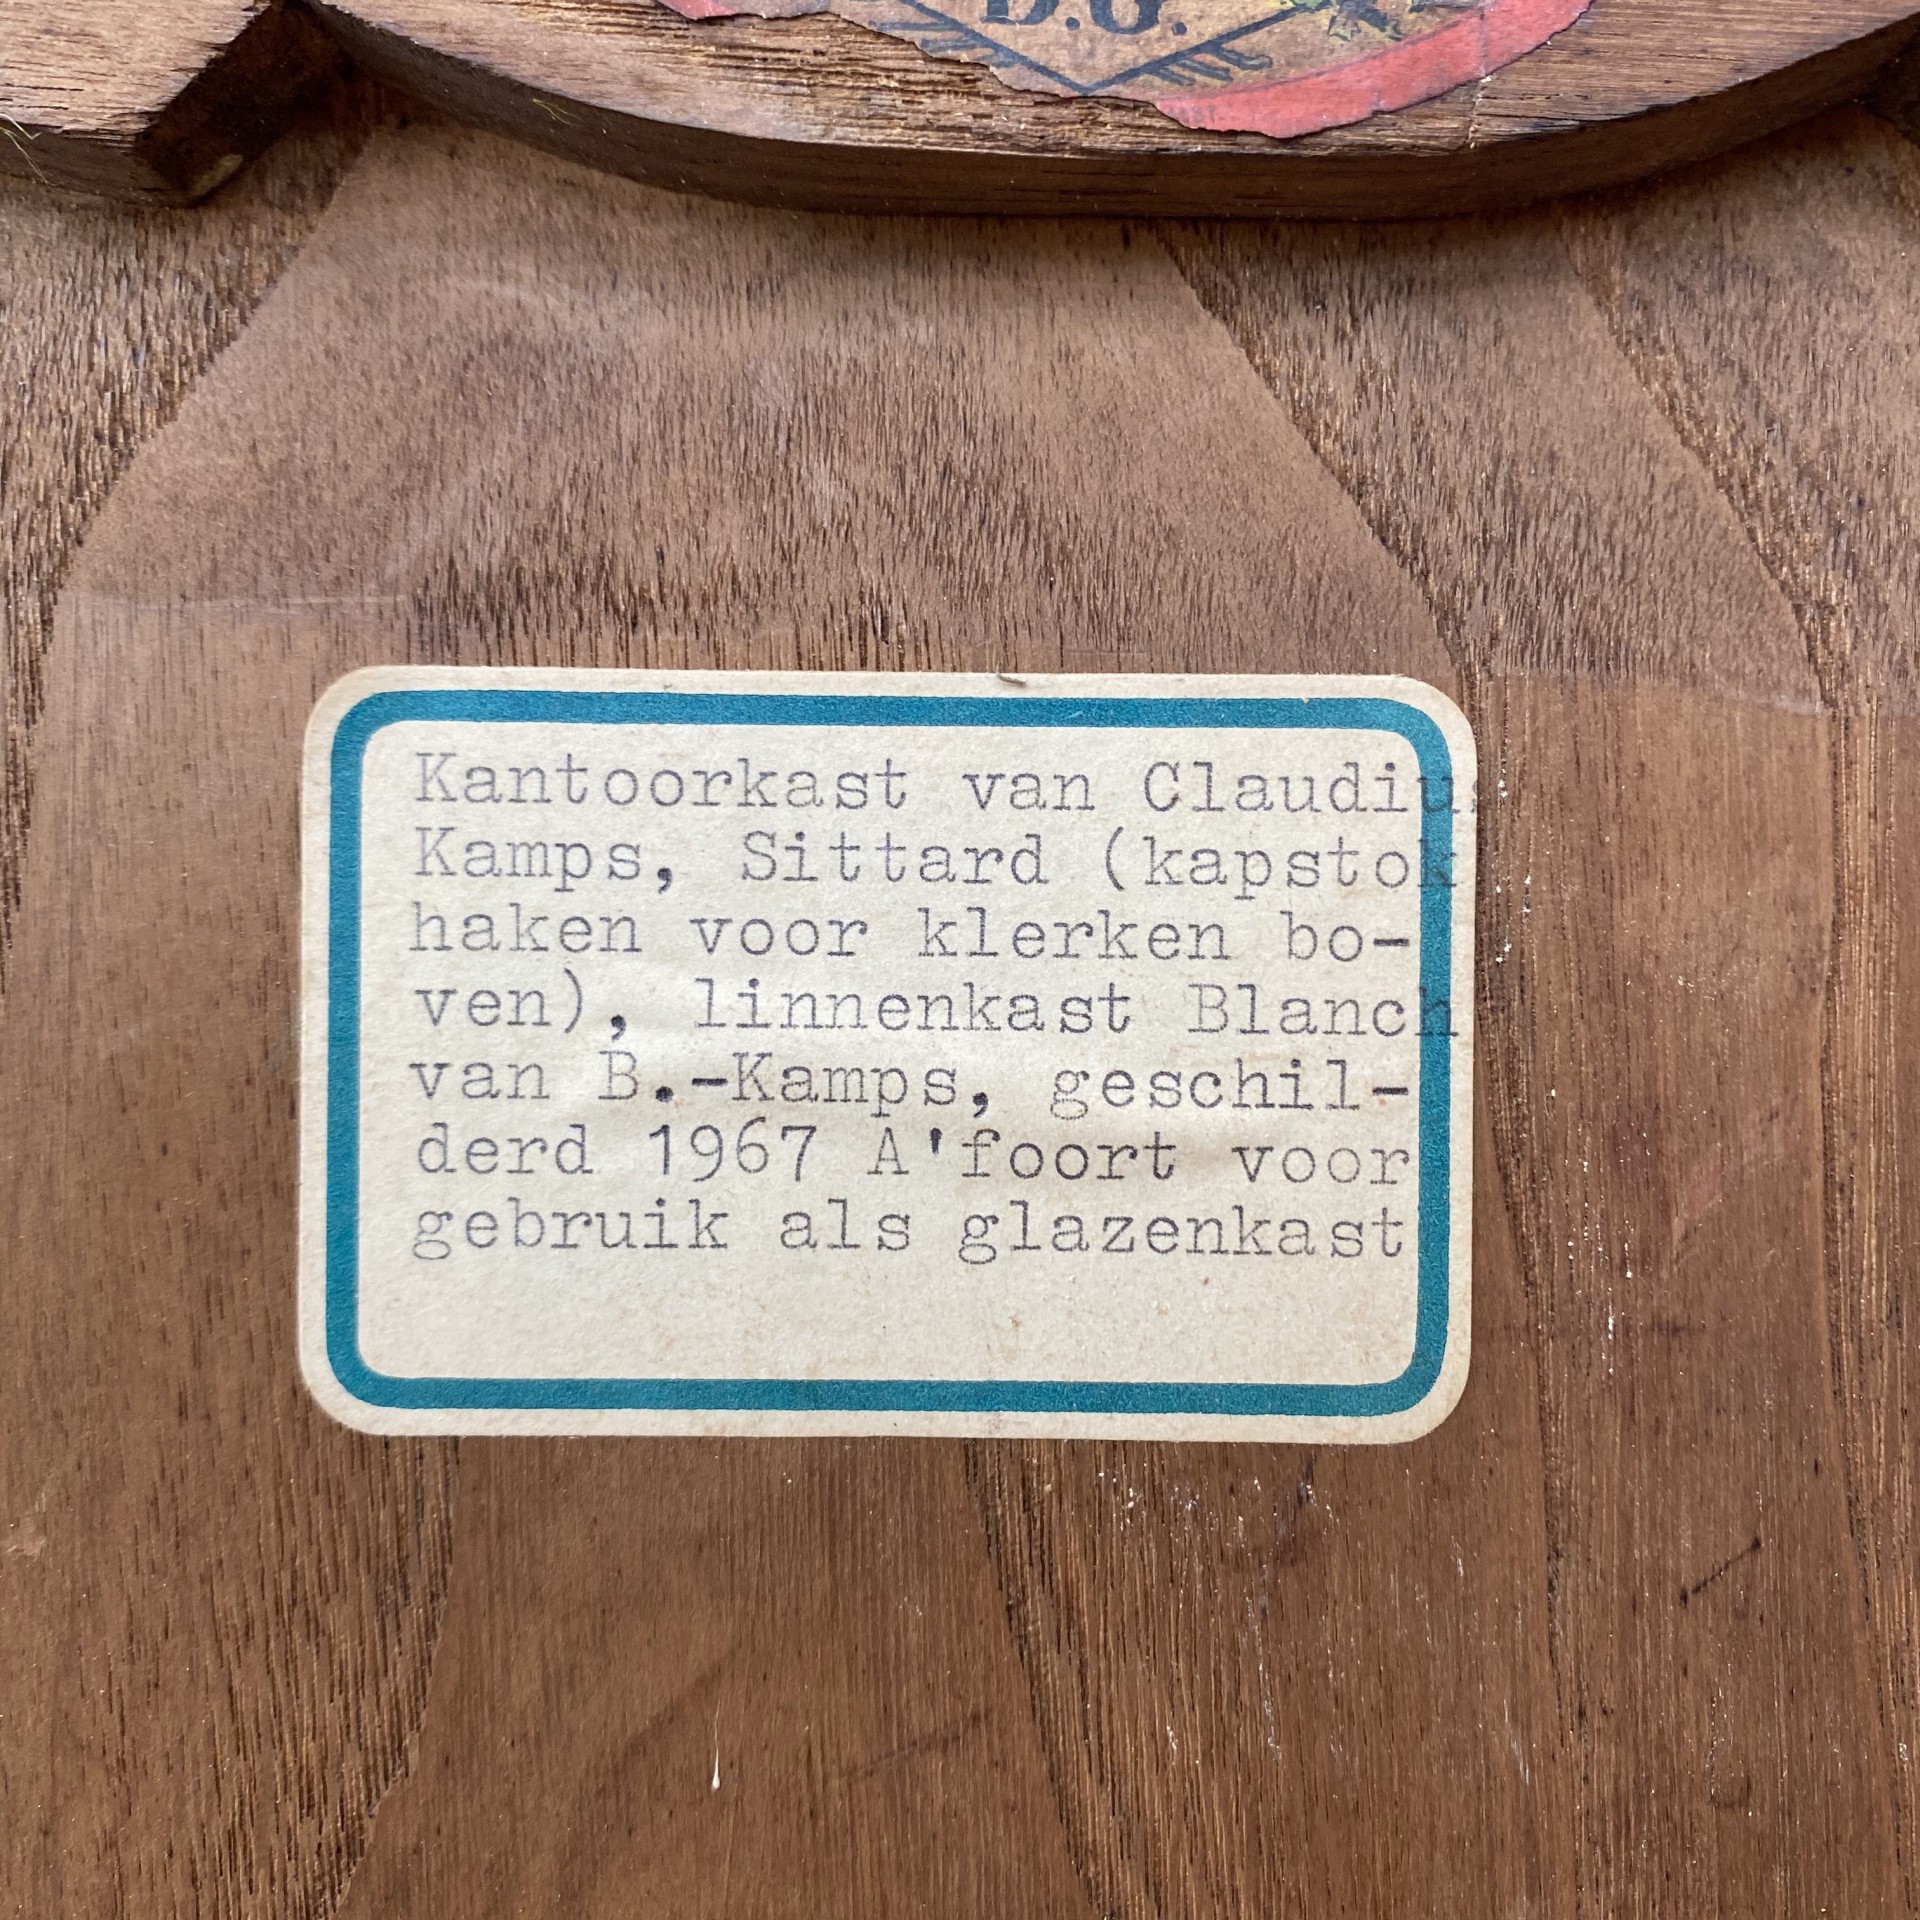 D.G.
Kantoorkast van Claudius
Kamps, Sittard (kapstok
haken voor klerken bo-
ven), linnenkast Blanch
van B.-Kamps, geschil-
derd 1967 A'foort voor
gebruik als glazenkast